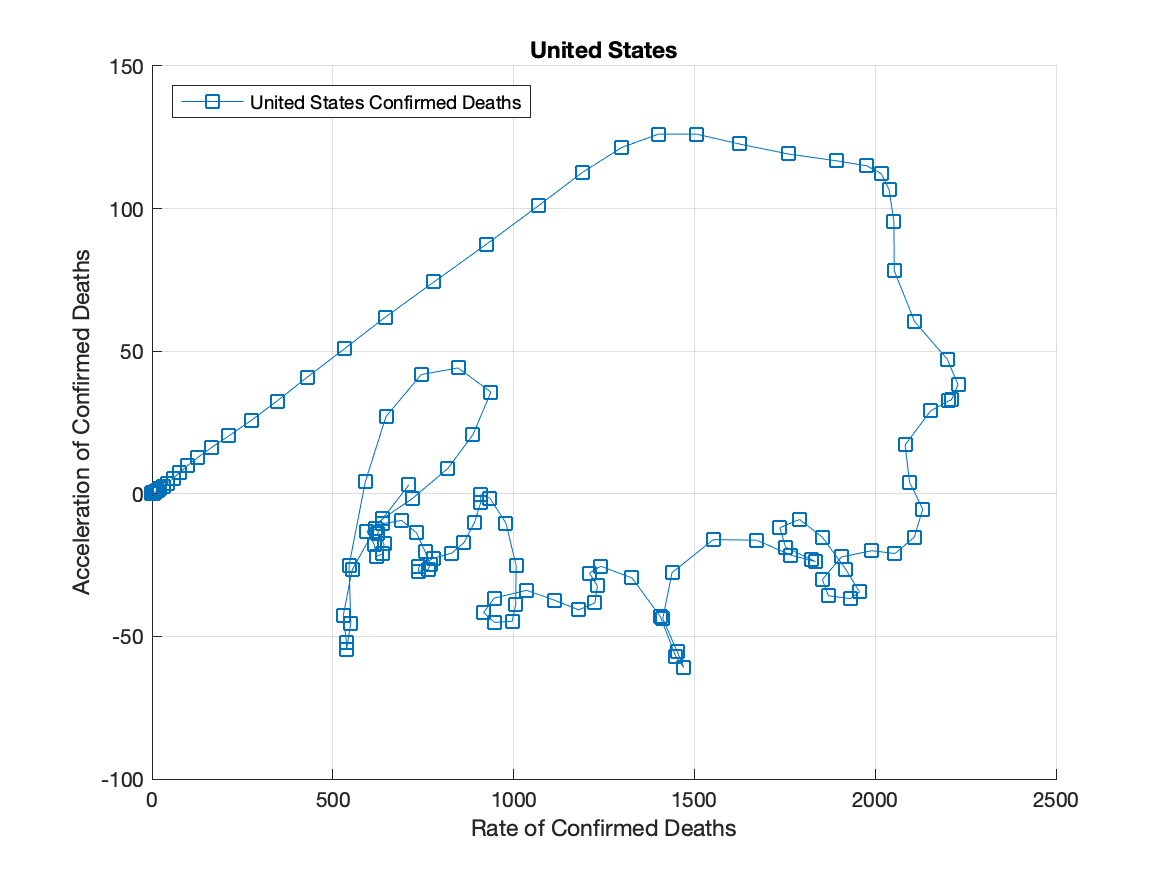 United States
150
United States Confirmed Deaths
100
50
0
-50
-100
Acceleration of Confirmed Deaths
0 500 1000 1500 2000 2500
Rate of Confirmed Deaths